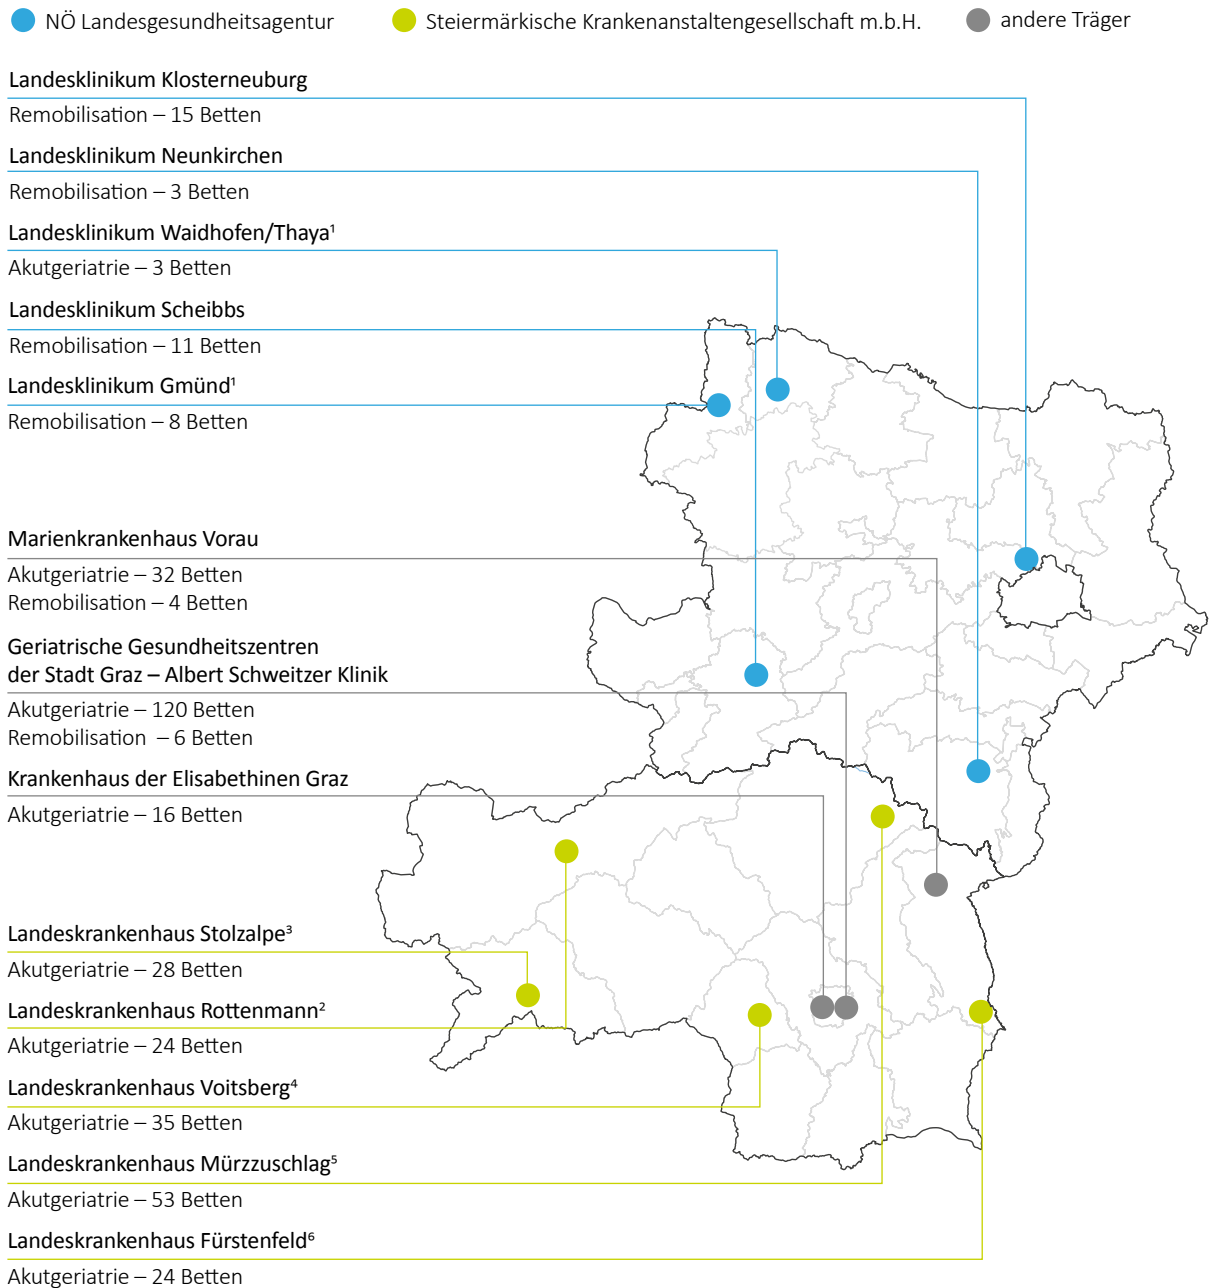 NÖ Landesgesundheitsagentur
Steiermärkische Krankenanstaltengesellschaft m.b.H.
andere Träger
Landesklinikum Klosterneuburg
Remobilisation – 15 Betten
Landesklinikum Neunkirchen
Remobilisation – 3 Betten
Landesklinikum Waidhofen/Thaya¹
Akutgeriatrie – 3 Betten
Landesklinikum Scheibbs
Remobilisation – 11 Betten
Landesklinikum Gmünd¹
Remobilisation – 8 Betten
Marienkrankenhaus Vorau
Akutgeriatrie – 32 Betten
Remobilisation – 4 Betten
Geriatrische Gesundheitszentren
der Stadt Graz – Albert Schweitzer Klinik
Akutgeriatrie – 120 Betten
Remobilisation – 6 Betten
Krankenhaus der Elisabethinen Graz
Akutgeriatrie – 16 Betten
Landeskrankenhaus Stolzalpe³
Akutgeriatrie – 28 Betten
Landeskrankenhaus Rottenmann²
Akutgeriatrie – 24 Betten
Landeskrankenhaus Voitsberg⁴
Akutgeriatrie – 35 Betten
Landeskrankenhaus Mürzzuschlag⁵
Akutgeriatrie – 53 Betten
Landeskrankenhaus Fürstenfeld⁶
Akutgeriatrie – 24 Betten